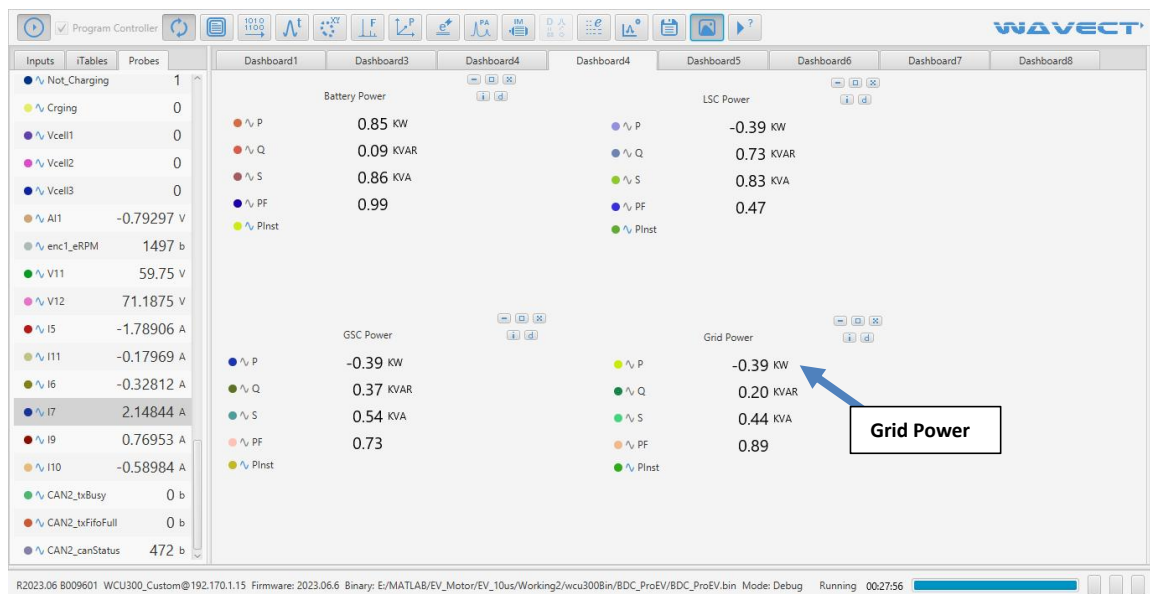 Program Controller
WAVECT
Inputs iTables Probes
Dashboard1 Dashboard3 Dashboard4 Dashboard4 Dashboard5 Dashboard6 Dashboard7 Dashboard8
Not_Charging 1
Crging 0
Vcell1 0
Vcell2 0
Vcell3 0
AI1 -0.79297 V
enc1_eRPM 1497 b
V11 59.75 V
V12 71.1875 V
I5 -1.78906 A
I11 -0.17969 A
I6 -0.32812 A
I7 2.14844 A
I9 0.76953 A
I10 -0.58984 A
CAN2_txBusy 0 b
CAN2_txFifoFull 0 b
CAN2_canStatus 472 b
Battery Power
i d
P 0.85 KW
Q 0.09 KVAR
S 0.86 KVA
PF 0.99
PInst
LSC Power
i d
P -0.39 KW
Q 0.73 KVAR
S 0.83 KVA
PF 0.47
PInst
GSC Power
i d
P -0.39 KW
Q 0.37 KVAR
S 0.54 KVA
PF 0.73
PInst
Grid Power
i d
P -0.39 KW
Q 0.20 KVAR
S 0.44 KVA
PF 0.89
PInst
Grid Power
R2023.06 B009601 WCU300_Custom@192.170.1.15 Firmware: 2023.06.6 Binary: E:/MATLAB/EV_Motor/EV_10us/Working2/wcu300Bin/BDC_ProEV/BDC_ProEV.bin Mode: Debug Running 00:27:56